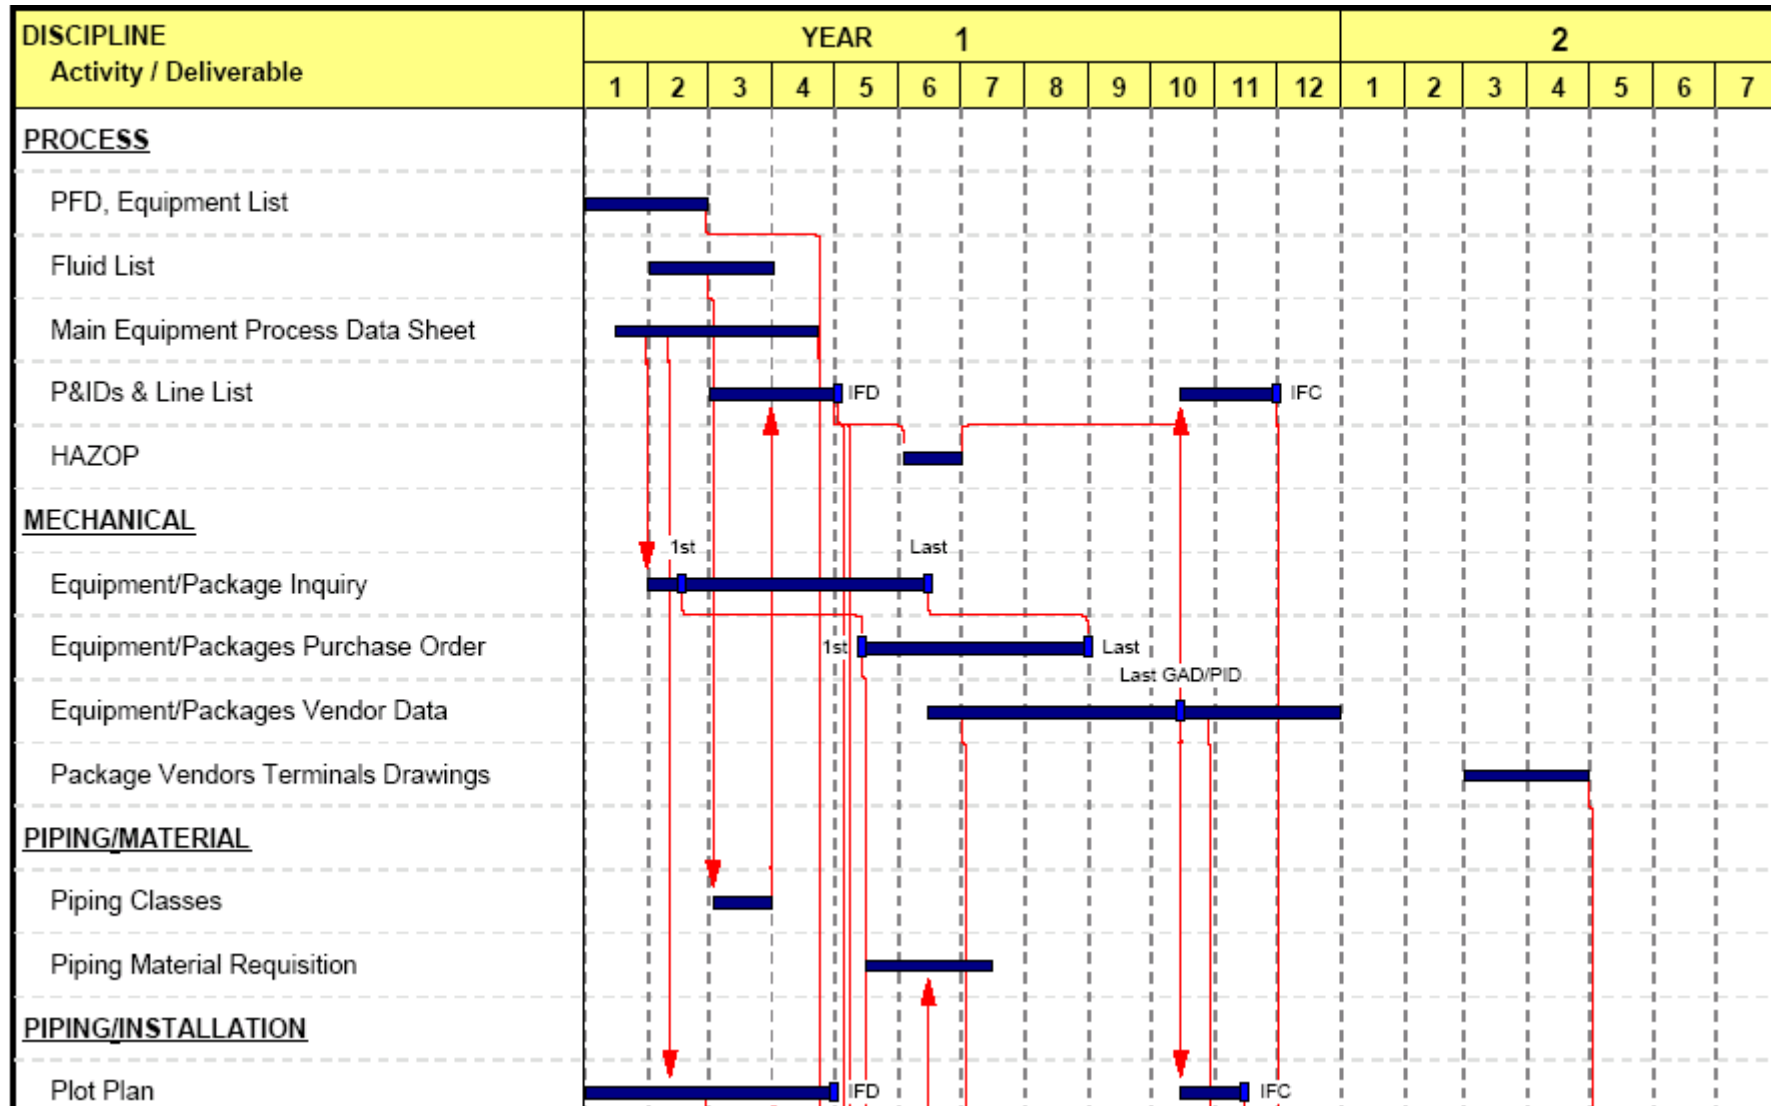 DISCIPLINE YEAR 1 2
Activity / Deliverable
1 2 3 4 5 6 7 8 9 10 11 12 1 2 3 4 5 6 7
PROCESS
PFD, Equipment List
Fluid List
Main Equipment Process Data Sheet
P&IDs & Line List IFD IFC
HAZOP
MECHANICAL
1st Last
Equipment/Package Inquiry
Equipment/Packages Purchase Order 1st Last
Last GAD/PID
Equipment/Packages Vendor Data
Package Vendors Terminals Drawings
PIPING/MATERIAL
Piping Classes
Piping Material Requisition
PIPING/INSTALLATION
Plot Plan IFD IFC